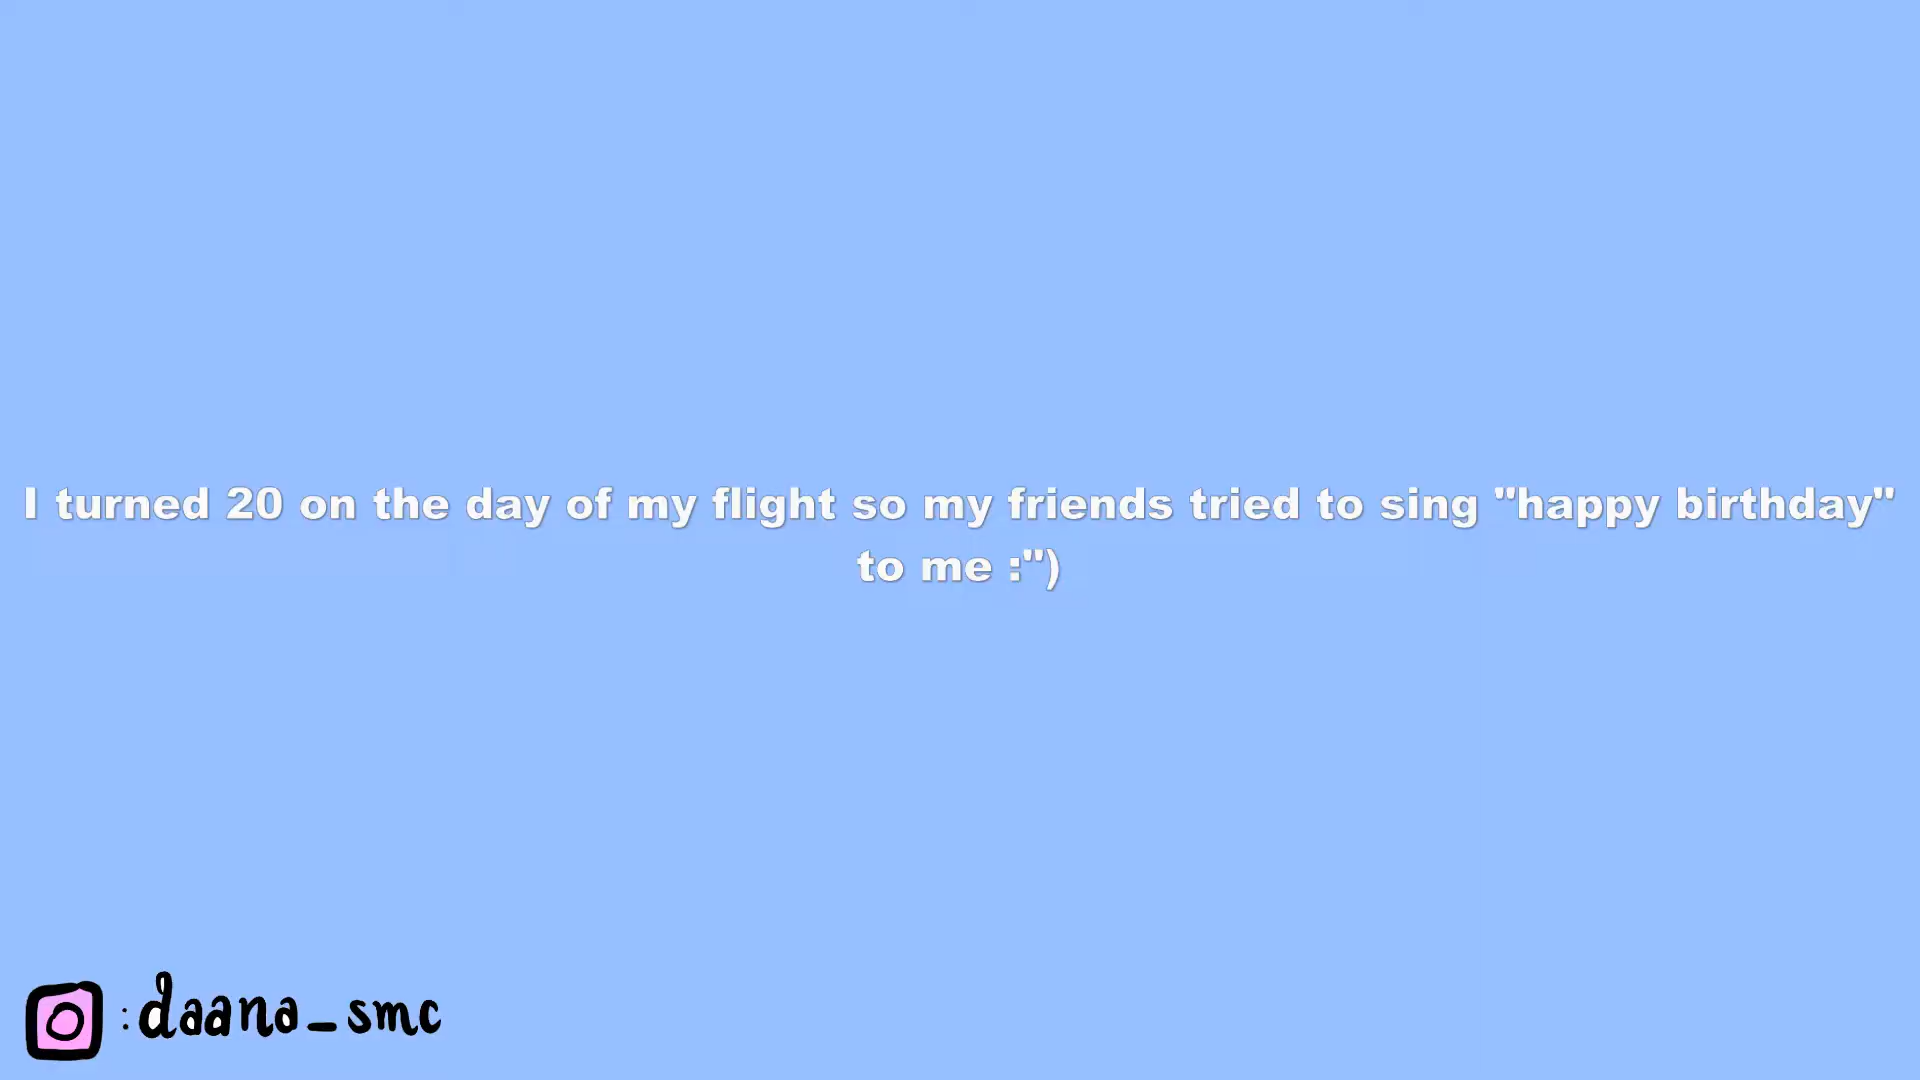 I turned 20 on the day of my flight so my friends tried to sing "happy birthday"
to me :")
: daana_smc